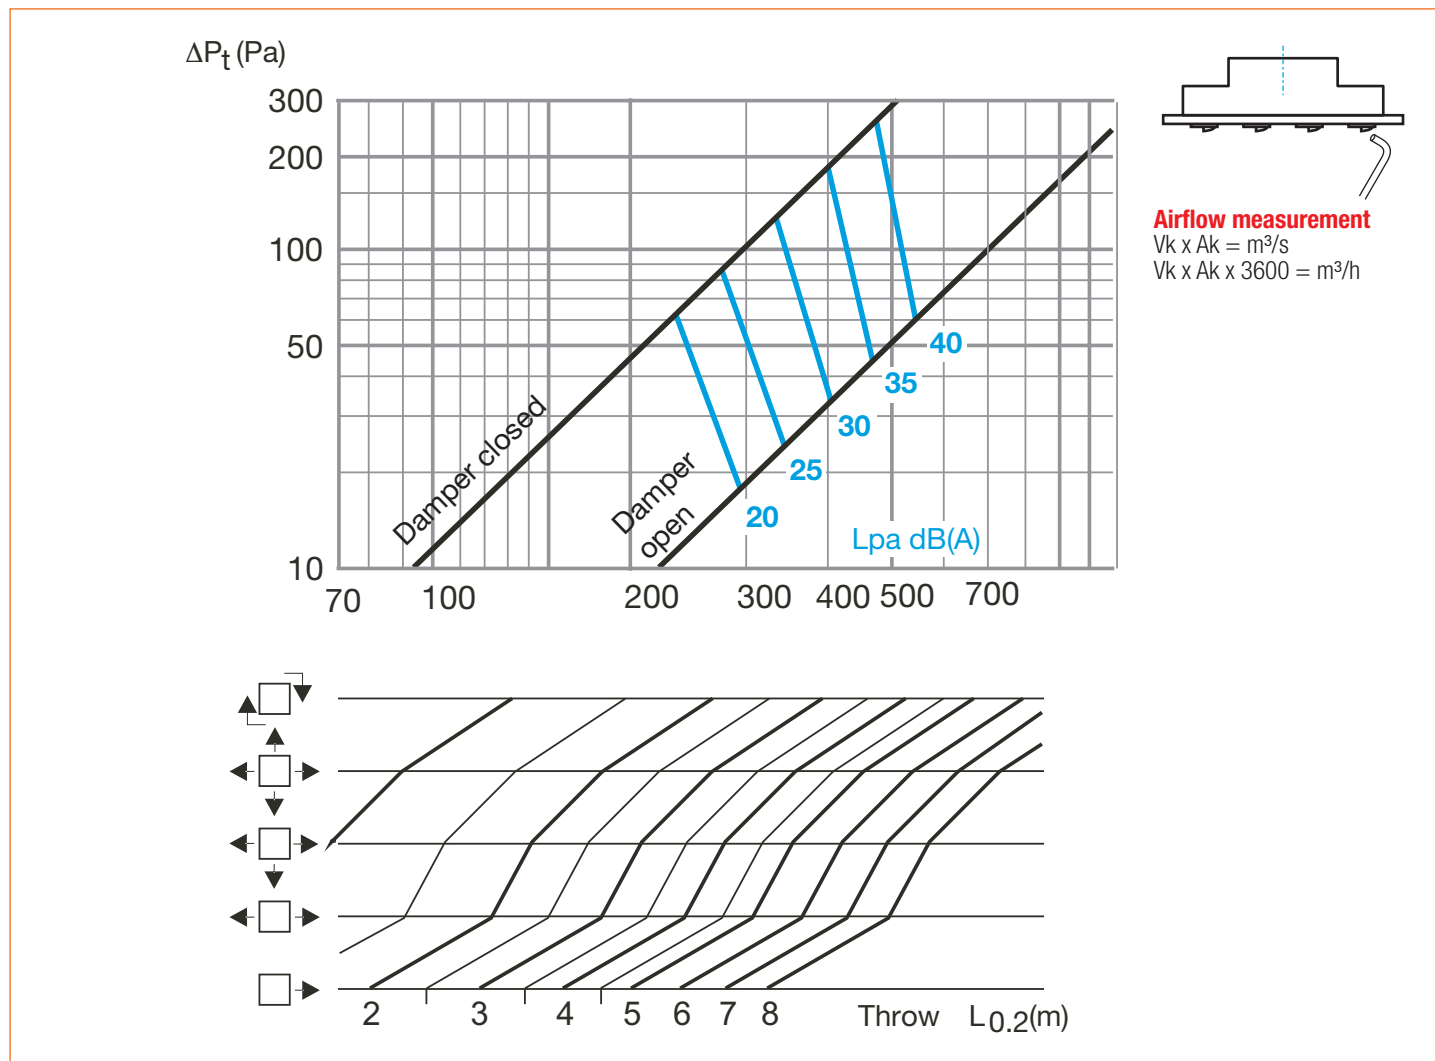 ΔPt (Pa)
300
200
100
50
10
70 100 200 300 400 500 700
Damper closed
Damper
open
20
25
30
35
40
Lpa dB(A)
Airflow measurement
Vk x Ak = m³/s
Vk x Ak x 3600 = m³/h
2 3 4 5 6 7 8 Throw L0.2(m)